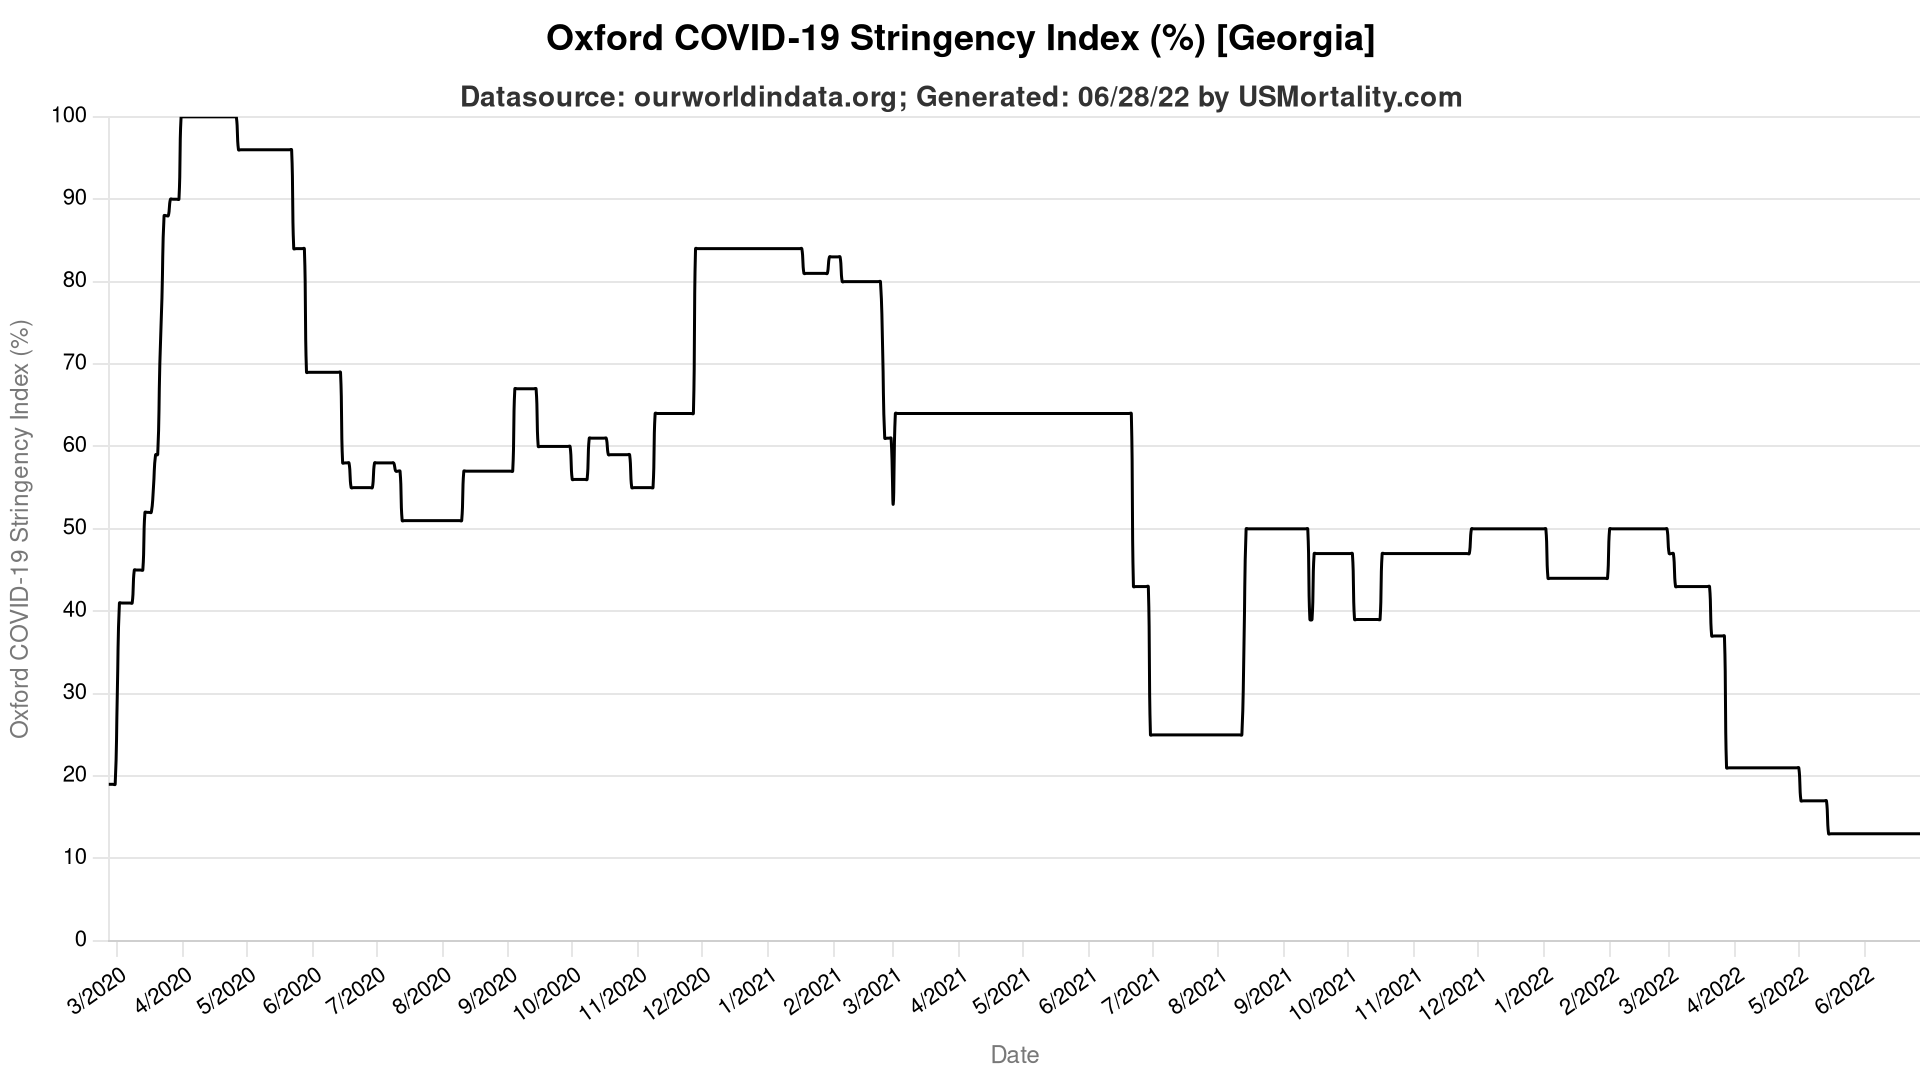 Oxford COVID-19 Stringency Index (%) [Georgia]
Datasource: ourworldindata.org; Generated: 06/28/22 by USMortality.com
Oxford COVID-19 Stringency Index (%)
100
90
80
70
60
50
40
30
20
10
0
3/2020 4/2020 5/2020 6/2020 7/2020 8/2020 9/2020 10/2020 11/2020 12/2020 1/2021 2/2021 3/2021 4/2021 5/2021 6/2021 7/2021 8/2021 9/2021 10/2021 11/2021 12/2021 1/2022 2/2022 3/2022 4/2022 5/2022 6/2022
Date